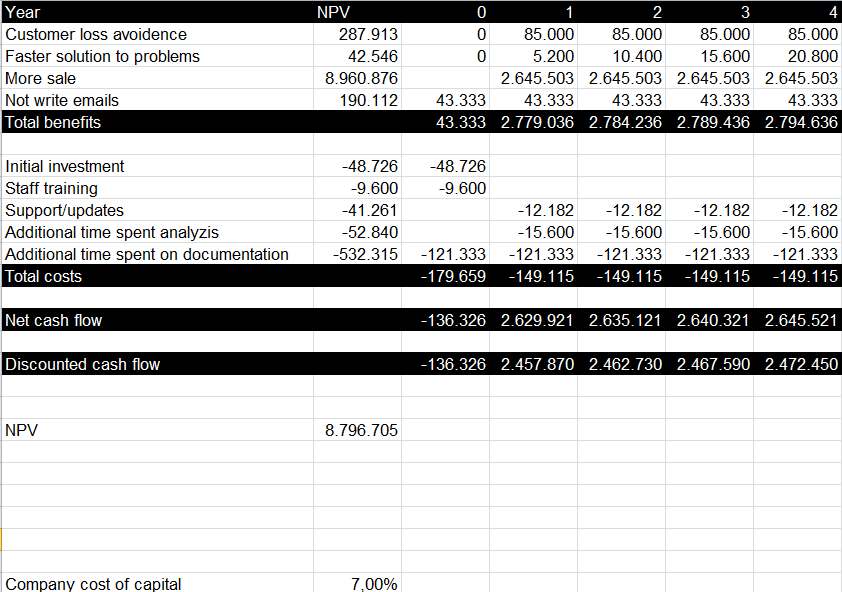 Year NPV 0 1 2 3 4
Customer loss avoidence 287.913 0 85.000 85.000 85.000 85.000
Faster solution to problems 42.546 0 5.200 10.400 15.600 20.800
More sale 8.960.876 2.645.503 2.645.503 2.645.503 2.645.503
Not write emails 190.112 43.333 43.333 43.333 43.333 43.333
Total benefits 43.333 2.779.036 2.784.236 2.789.436 2.794.636
Initial investment -48.726 -48.726
Staff training -9.600 -9.600
Support/updates -41.261 -12.182 -12.182 -12.182 -12.182
Additional time spent analyzis -52.840 -15.600 -15.600 -15.600 -15.600
Additional time spent on documentation -532.315 -121.333 -121.333 -121.333 -121.333 -121.333
Total costs -179.659 -149.115 -149.115 -149.115 -149.115
Net cash flow -136.326 2.629.921 2.635.121 2.640.321 2.645.521
Discounted cash flow -136.326 2.457.870 2.462.730 2.467.590 2.472.450
NPV 8.796.705
Company cost of capital 7,00%